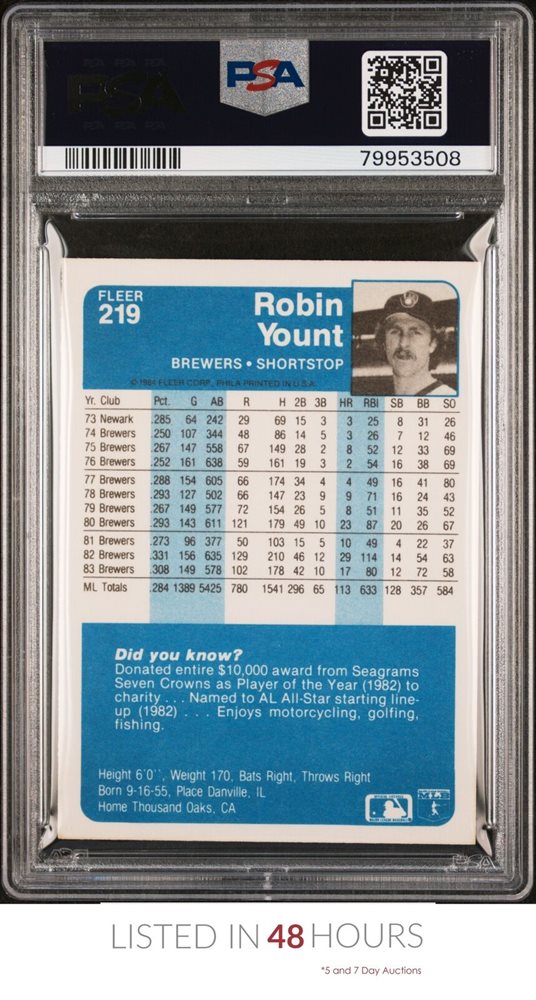 PSA
PSA
79953508
FLEER
219
Robin
Yount
BREWERS • SHORTSTOP
© 1984 FLEER CORP., PHILA PRINTED IN U.S.A.
Yr. Club Pct. G AB R H 2B 3B HR RBI SB BB SO
73 Newark .285 64 242 29 69 15 3 3 25 8 31 26
74 Brewers .250 107 344 48 86 14 5 3 26 7 12 46
75 Brewers .267 147 558 67 149 28 2 8 52 12 33 69
76 Brewers .252 161 638 59 161 19 3 2 54 16 38 69
77 Brewers .288 154 605 66 174 34 4 4 49 16 41 80
78 Brewers .293 127 502 66 147 23 9 9 71 16 24 43
79 Brewers .267 149 577 72 154 26 5 8 51 11 35 52
80 Brewers .293 143 611 121 179 49 10 23 87 20 26 67
81 Brewers .273 96 377 50 103 15 5 10 49 4 22 37
82 Brewers .331 156 635 129 210 46 12 29 114 14 54 63
83 Brewers .308 149 578 102 178 42 10 17 80 12 72 58
ML Totals .284 1389 5425 780 1541 296 65 113 633 128 357 584
Did you know?
Donated entire $10,000 award from Seagrams
Seven Crowns as Player of the Year (1982) to
charity . . . Named to AL All-Star starting line-
up (1982) . . . Enjoys motorcycling, golfing,
fishing.
Height 6'0'', Weight 170, Bats Right, Throws Right
Born 9-16-55, Place Danville, IL
Home Thousand Oaks, CA
LISTED IN 48 HOURS
*5 and 7 Day Auctions